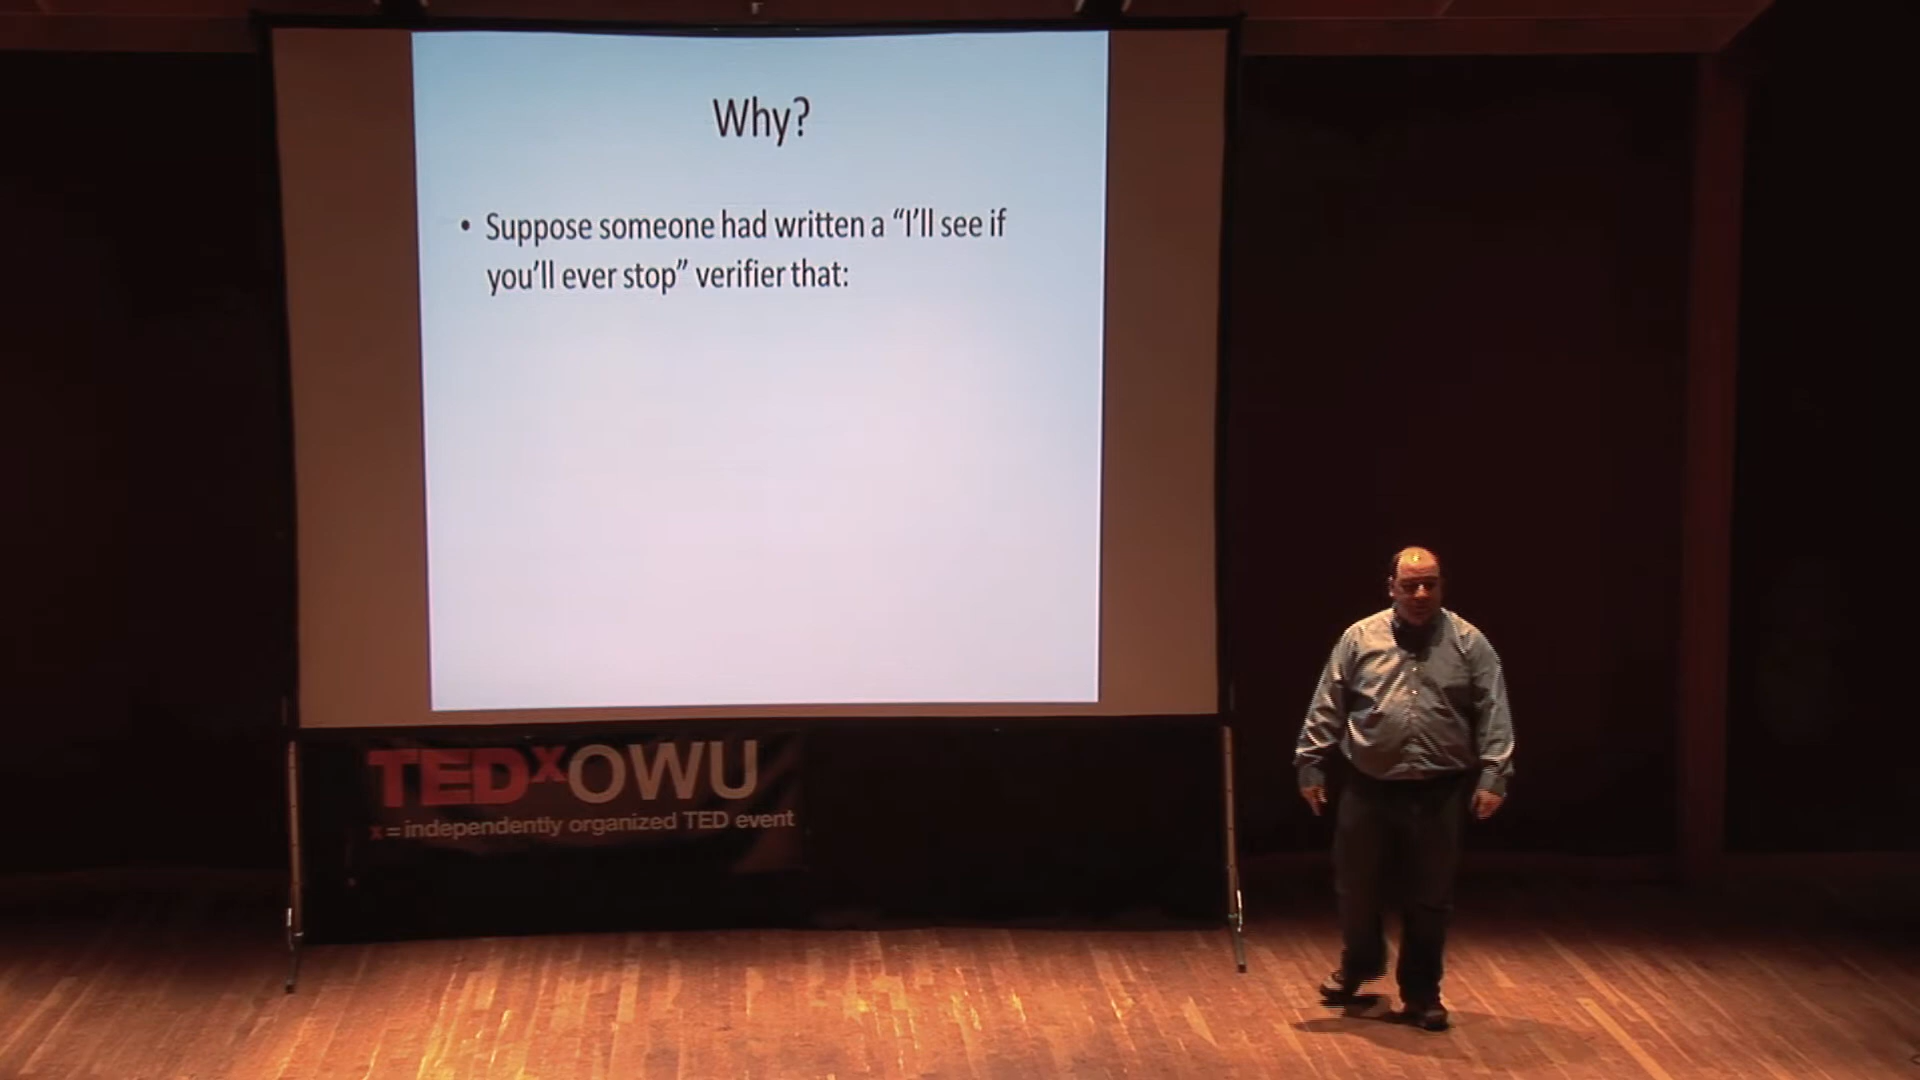 Why?
• Suppose someone had written a “I’ll see if
you’ll ever stop” verifier that:
TEDxOWU
x = independently organized TED event